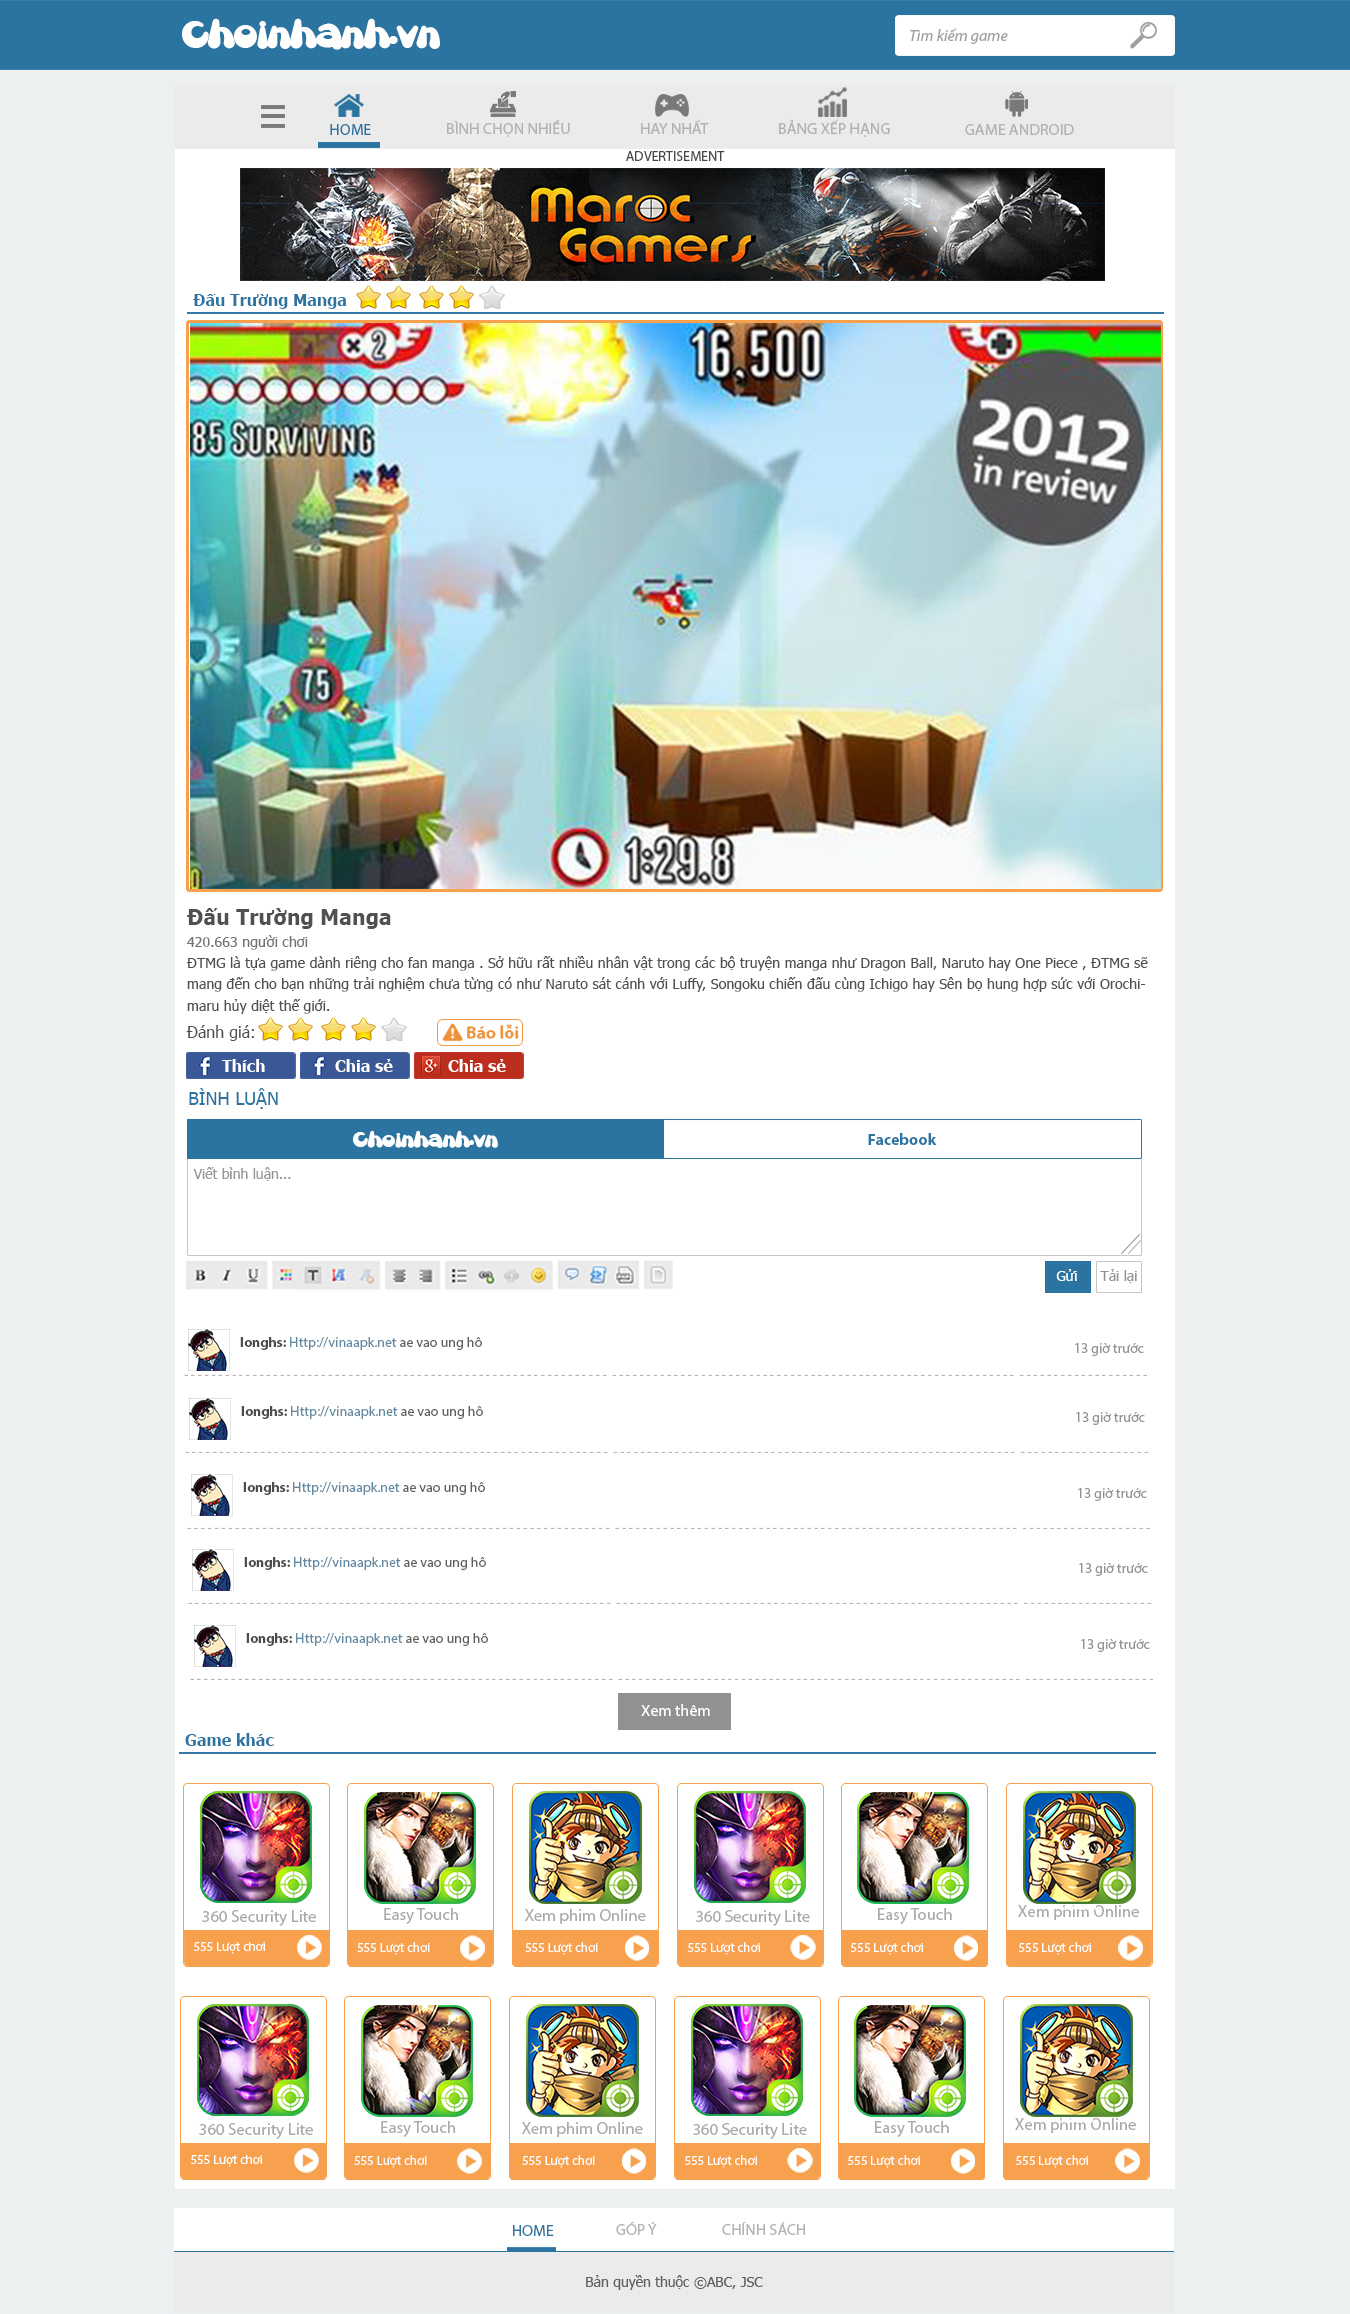 Choinhanh.vn
Tìm kiếm game
HOME
BÌNH CHỌN NHIỀU
HAY NHẤT
BẢNG XẾP HẠNG
GAME ANDROID
ADVERTISEMENT
Maroc
Gamers
Đấu Trường Manga
×2
16,500
85 SURVIVING
2012
in review
75
1:29.8
Đấu Trường Manga
420.663 người chơi
ĐTMG là tựa game dành riêng cho fan manga . Sở hữu rất nhiều nhân vật trong các bộ truyện manga như Dragon Ball, Naruto hay One Piece , ĐTMG sẽ
mang đến cho bạn những trải nghiệm chưa từng có như Naruto sát cánh với Luffy, Songoku chiến đấu cùng Ichigo hay Sên bọ hung hợp sức với Orochi-
maru hủy diệt thế giới.
Đánh giá:
Báo lỗi
Thích
Chia sẻ
Chia sẻ
BÌNH LUẬN
Choinhanh.vn
Facebook
Viết bình luận...
B I U T
Gửi
Tải lại
longhs: Http://vinaapk.net ae vao ung hô
13 giờ trước
longhs: Http://vinaapk.net ae vao ung hô
13 giờ trước
longhs: Http://vinaapk.net ae vao ung hô
13 giờ trước
longhs: Http://vinaapk.net ae vao ung hô
13 giờ trước
longhs: Http://vinaapk.net ae vao ung hô
13 giờ trước
Xem thêm
Game khác
360 Security Lite
Easy Touch
Xem phim Online
360 Security Lite
Easy Touch
Xem phim Online
555 Lượt chơi
555 Lượt chơi
555 Lượt chơi
555 Lượt chơi
555 Lượt chơi
555 Lượt chơi
360 Security Lite
Easy Touch
Xem phim Online
360 Security Lite
Easy Touch
Xem phim Online
555 Lượt chơi
555 Lượt chơi
555 Lượt chơi
555 Lượt chơi
555 Lượt chơi
555 Lượt chơi
HOME
GÓP Ý
CHÍNH SÁCH
Bản quyền thuộc ©ABC, JSC